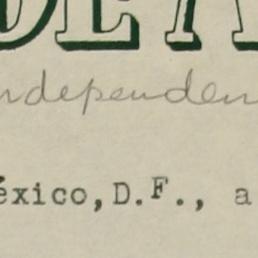 DE A
ndependen
éxico,D.F., a